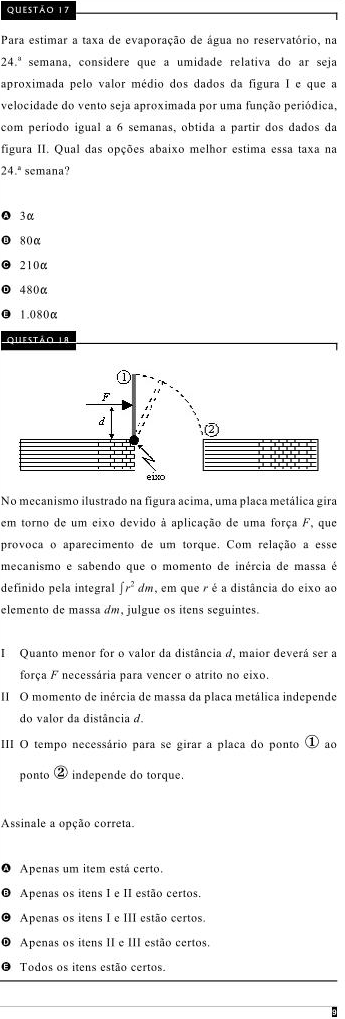 QUESTÃO 17
Para estimar a taxa de evaporação de água no reservatório, na
24.ª semana, considere que a umidade relativa do ar seja
aproximada pelo valor médio dos dados da figura I e que a
velocidade do vento seja aproximada por uma função periódica,
com período igual a 6 semanas, obtida a partir dos dados da
figura II. Qual das opções abaixo melhor estima essa taxa na
24.ª semana?
A 3α
B 80α
C 210α
D 480α
E 1.080α
QUESTÃO 18
1
F
d
2
eixo
No mecanismo ilustrado na figura acima, uma placa metálica gira
em torno de um eixo devido à aplicação de uma força F, que
provoca o aparecimento de um torque. Com relação a esse
mecanismo e sabendo que o momento de inércia de massa é
definido pela integral ∫r² dm, em que r é a distância do eixo ao
elemento de massa dm, julgue os itens seguintes.
I Quanto menor for o valor da distância d, maior deverá ser a
força F necessária para vencer o atrito no eixo.
II O momento de inércia de massa da placa metálica independe
do valor da distância d.
III O tempo necessário para se girar a placa do ponto ① ao
ponto ② independe do torque.
Assinale a opção correta.
A Apenas um item está certo.
B Apenas os itens I e II estão certos.
C Apenas os itens I e III estão certos.
D Apenas os itens II e III estão certos.
E Todos os itens estão certos.
9